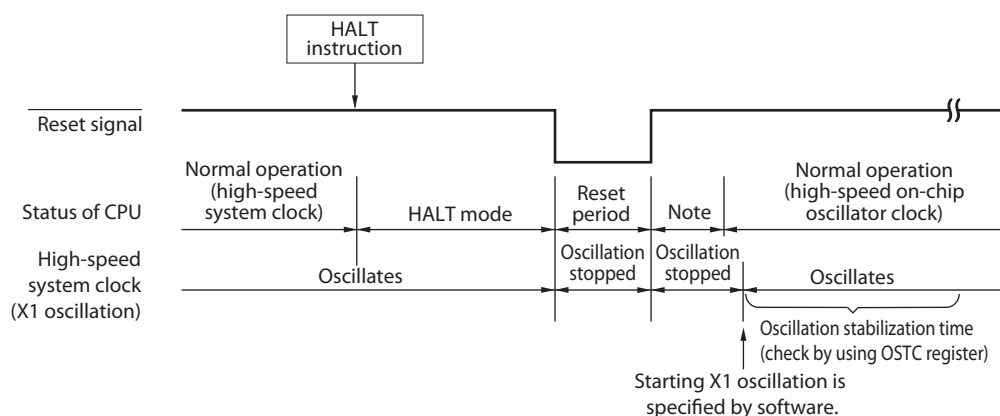 HALT
instruction
Reset signal
Normal operation
(high-speed
system clock)
Normal operation
(high-speed on-chip
oscillator clock)
Reset
period
Status of CPU
HALT mode
Note
High-speed
system clock
(X1 oscillation)
Oscillates
Oscillation
stopped
Oscillation
stopped
Oscillates
Oscillation stabilization time
(check by using OSTC register)
Starting X1 oscillation is
specified by software.